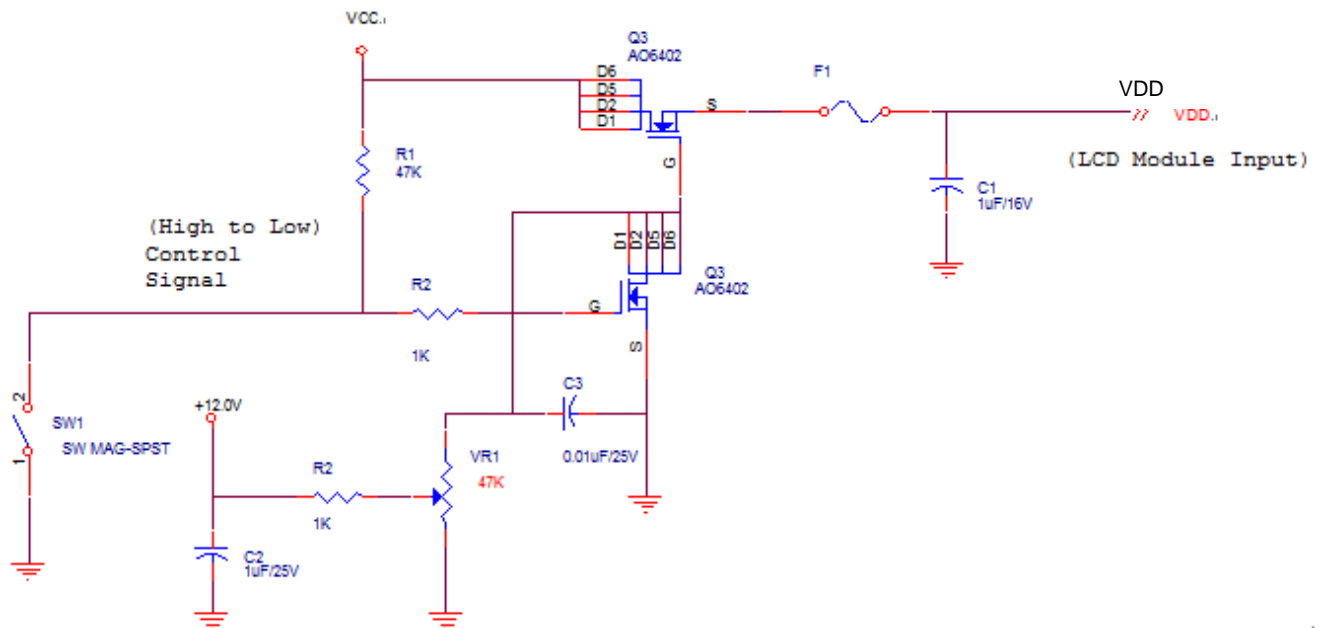 VCC.
Q3
AO6402
D6
D5
D2
D1
S
G
F1
VDD
VDD.
(LCD Module Input)
R1
47K
C1
1uF/16V
(High to Low)
Control
Signal
D1
D2
D5
D6
Q3
AO6402
R2
1K
G
S
2
1
SW1
SW MAG-SPST
+12.0V
C3
0.01uF/25V
R2
1K
VR1
47K
C2
1uF/25V